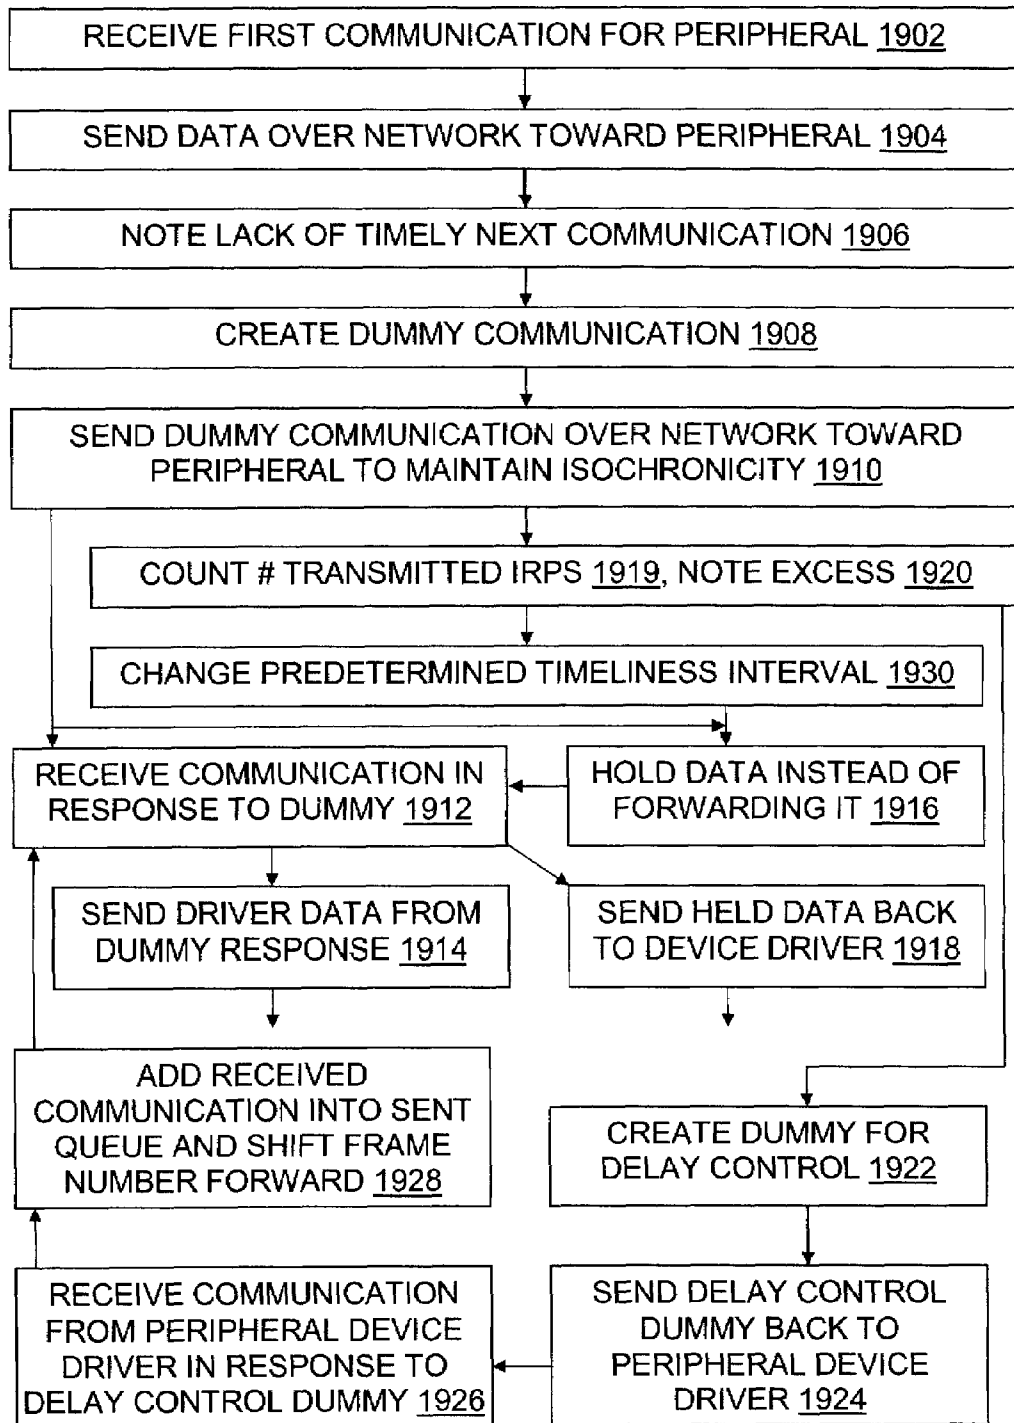 RECEIVE FIRST COMMUNICATION FOR PERIPHERAL 1902
SEND DATA OVER NETWORK TOWARD PERIPHERAL 1904
NOTE LACK OF TIMELY NEXT COMMUNICATION 1906
CREATE DUMMY COMMUNICATION 1908
SEND DUMMY COMMUNICATION OVER NETWORK TOWARD
PERIPHERAL TO MAINTAIN ISOCHRONICITY 1910
COUNT # TRANSMITTED IRPS 1919, NOTE EXCESS 1920
CHANGE PREDETERMINED TIMELINESS INTERVAL 1930
RECEIVE COMMUNICATION IN
RESPONSE TO DUMMY 1912
HOLD DATA INSTEAD OF
FORWARDING IT 1916
SEND DRIVER DATA FROM
DUMMY RESPONSE 1914
SEND HELD DATA BACK
TO DEVICE DRIVER 1918
ADD RECEIVED
COMMUNICATION INTO SENT
QUEUE AND SHIFT FRAME
NUMBER FORWARD 1928
CREATE DUMMY FOR
DELAY CONTROL 1922
RECEIVE COMMUNICATION
FROM PERIPHERAL DEVICE
DRIVER IN RESPONSE TO
DELAY CONTROL DUMMY 1926
SEND DELAY CONTROL
DUMMY BACK TO
PERIPHERAL DEVICE
DRIVER 1924